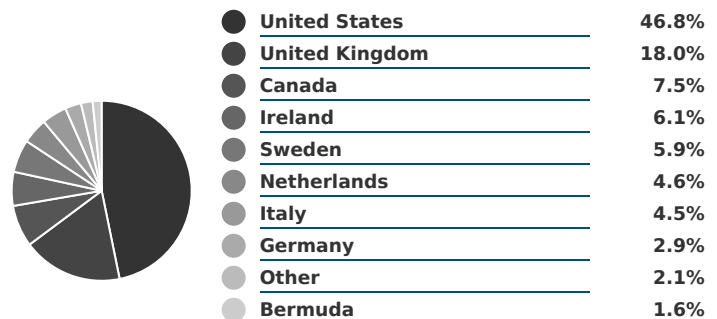 United States 46.8%
United Kingdom 18.0%
Canada 7.5%
Ireland 6.1%
Sweden 5.9%
Netherlands 4.6%
Italy 4.5%
Germany 2.9%
Other 2.1%
Bermuda 1.6%